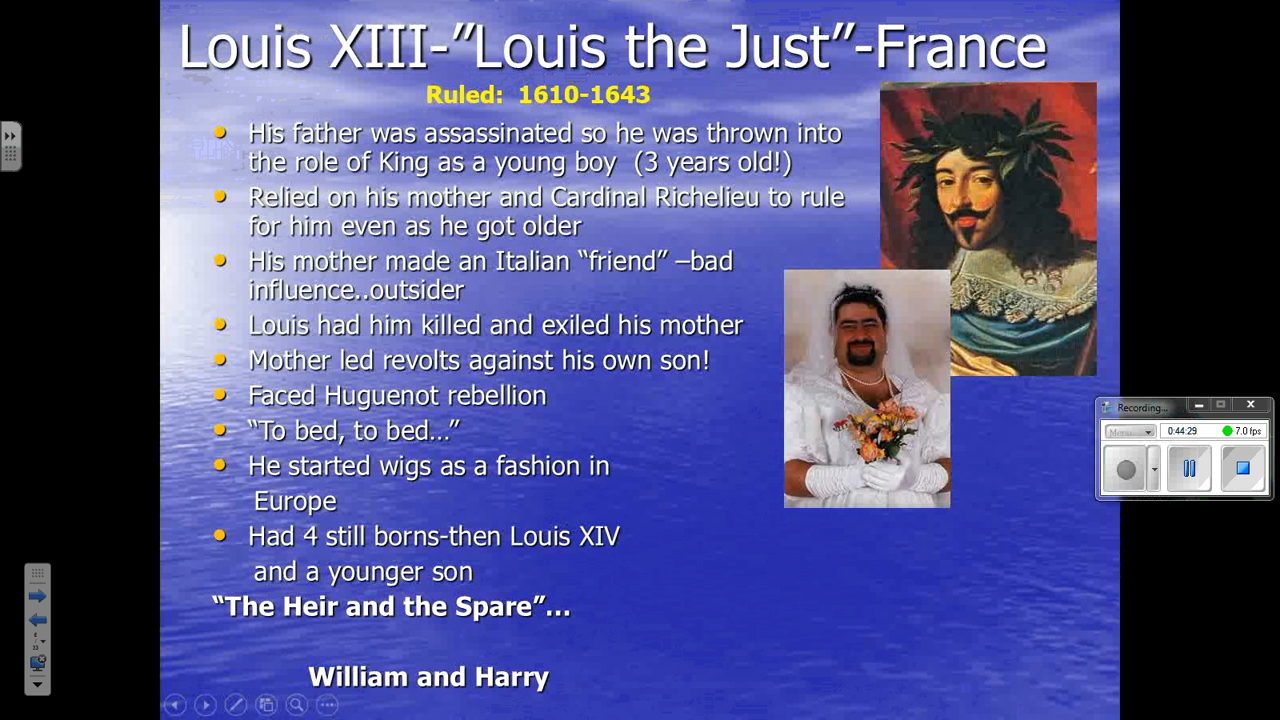 Louis XIII-”Louis the Just”-France
Ruled:  1610-1643
His father was assassinated so he was thrown into
the role of King as a young boy  (3 years old!)
Relied on his mother and Cardinal Richelieu to rule
for him even as he got older
His mother made an Italian “friend” –bad
influence..outsider
Louis had him killed and exiled his mother
Mother led revolts against his own son!
Faced Huguenot rebellion
“To bed, to bed…”
He started wigs as a fashion in
Europe
Had 4 still borns-then Louis XIV
and a younger son
“The Heir and the Spare”…
William and Harry
Recording...
Menu
0:44:29
7.0 fps